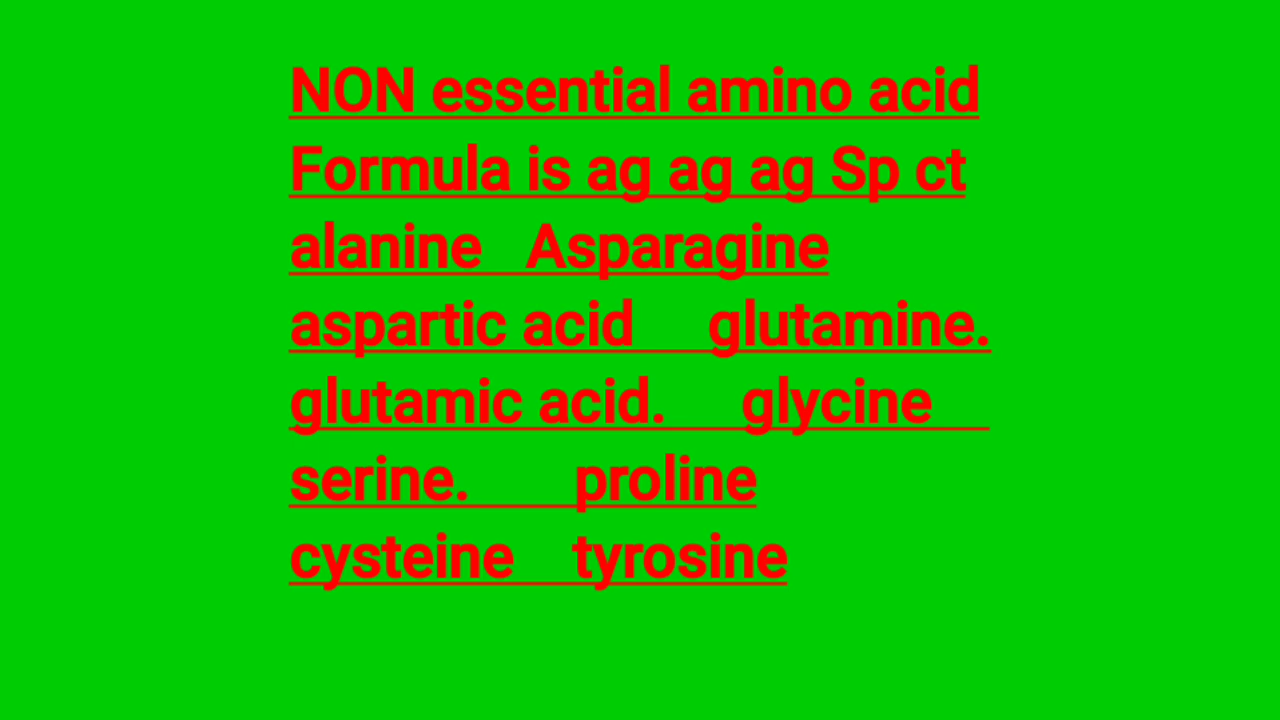 NON essential amino acid
Formula is ag ag ag Sp ct
alanine Asparagine
aspartic acid glutamine.
glutamic acid. glycine
serine. proline
cysteine tyrosine